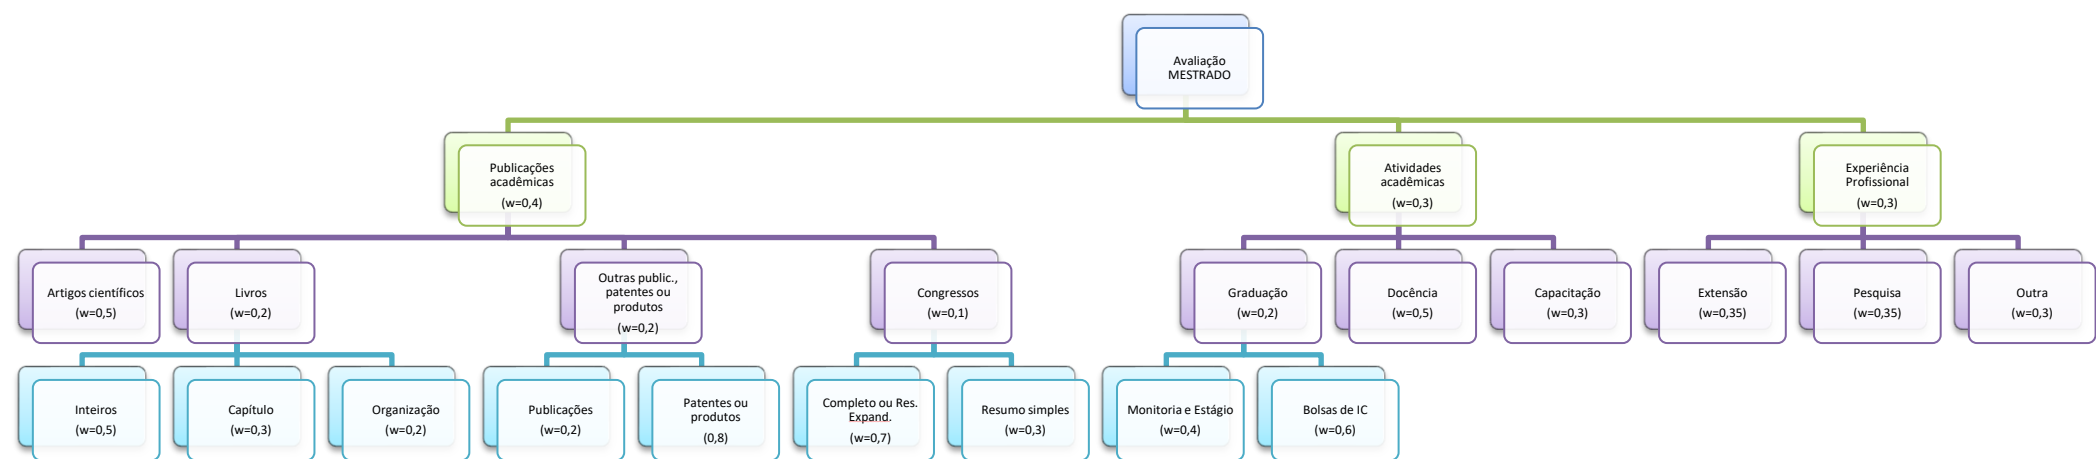 Avaliação
MESTRADO
Publicações
acadêmicas
(w=0,4)
Atividades
acadêmicas
(w=0,3)
Experiência
Profissional
(w=0,3)
Artigos científicos
(w=0,5)
Livros
(w=0,2)
Outras public.,
patentes ou
produtos
(w=0,2)
Congressos
(w=0,1)
Graduação
(w=0,2)
Docência
(w=0,5)
Capacitação
(w=0,3)
Extensão
(w=0,35)
Pesquisa
(w=0,35)
Outra
(w=0,3)
Inteiros
(w=0,5)
Capítulo
(w=0,3)
Organização
(w=0,2)
Publicações
(w=0,2)
Patentes ou
produtos
(0,8)
Completo ou Res.
Expand.
(w=0,7)
Resumo simples
(w=0,3)
Monitoria e Estágio
(w=0,4)
Bolsas de IC
(w=0,6)